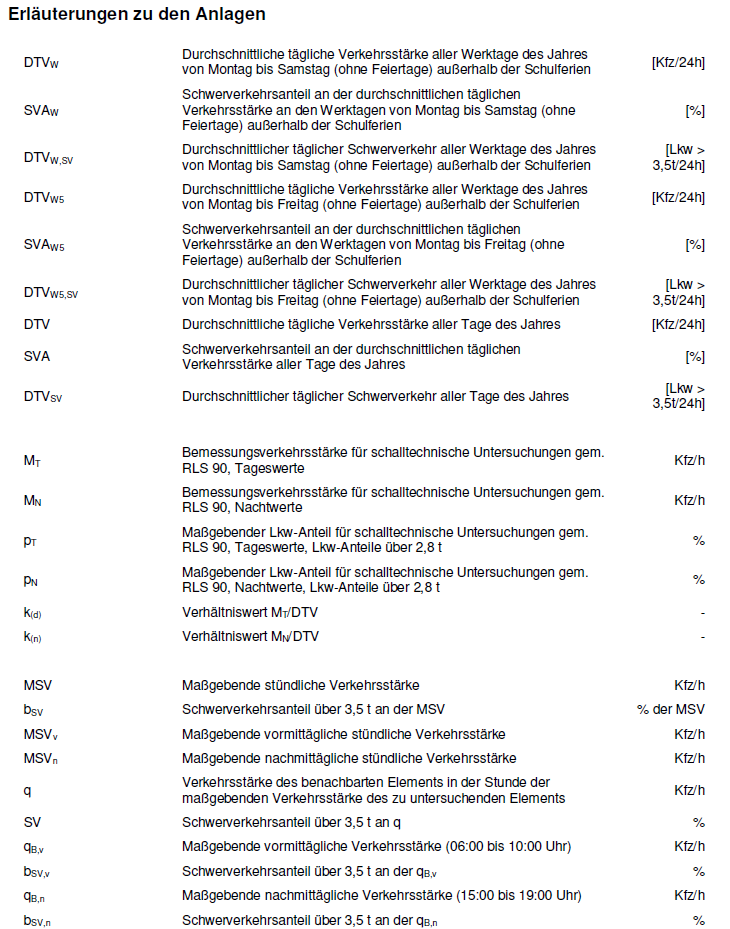 Erläuterungen zu den Anlagen
DTVW Durchschnittliche tägliche Verkehrsstärke aller Werktage des Jahres [Kfz/24h]
von Montag bis Samstag (ohne Feiertage) außerhalb der Schulferien
Schwerverkehrsanteil an der durchschnittlichen täglichen
SVAW Verkehrsstärke an den Werktagen von Montag bis Samstag (ohne [%]
Feiertage) außerhalb der Schulferien
DTVW,SV Durchschnittlicher täglicher Schwerverkehr aller Werktage des Jahres [Lkw >
von Montag bis Samstag (ohne Feiertage) außerhalb der Schulferien 3,5t/24h]
DTVW5 Durchschnittliche tägliche Verkehrsstärke aller Werktage des Jahres [Kfz/24h]
von Montag bis Freitag (ohne Feiertage) außerhalb der Schulferien
Schwerverkehrsanteil an der durchschnittlichen täglichen
SVAW5 Verkehrsstärke an den Werktagen von Montag bis Freitag (ohne [%]
Feiertage) außerhalb der Schulferien
DTVW5,SV Durchschnittlicher täglicher Schwerverkehr aller Werktage des Jahres [Lkw >
von Montag bis Freitag (ohne Feiertage) außerhalb der Schulferien 3,5t/24h]
DTV Durchschnittliche tägliche Verkehrsstärke aller Tage des Jahres [Kfz/24h]
SVA Schwerverkehrsanteil an der durchschnittlichen täglichen [%]
Verkehrsstärke aller Tage des Jahres
DTVSV Durchschnittlicher täglicher Schwerverkehr aller Tage des Jahres [Lkw >
3,5t/24h]
MT Bemessungsverkehrsstärke für schalltechnische Untersuchungen gem. Kfz/h
RLS 90, Tageswerte
MN Bemessungsverkehrsstärke für schalltechnische Untersuchungen gem. Kfz/h
RLS 90, Nachtwerte
pT Maßgebender Lkw-Anteil für schalltechnische Untersuchungen gem. %
RLS 90, Tageswerte, Lkw-Anteile über 2,8 t
pN Maßgebender Lkw-Anteil für schalltechnische Untersuchungen gem. %
RLS 90, Nachtwerte, Lkw-Anteile über 2,8 t
k(d) Verhältniswert MT/DTV -
k(n) Verhältniswert MN/DTV -
MSV Maßgebende stündliche Verkehrsstärke Kfz/h
bSV Schwerverkehrsanteil über 3,5 t an der MSV % der MSV
MSVv Maßgebende vormittägliche stündliche Verkehrsstärke Kfz/h
MSVn Maßgebende nachmittägliche stündliche Verkehrsstärke Kfz/h
q Verkehrsstärke des benachbarten Elements in der Stunde der Kfz/h
maßgebenden Verkehrsstärke des zu untersuchenden Elements
SV Schwerverkehrsanteil über 3,5 t an q %
qB,v Maßgebende vormittägliche Verkehrsstärke (06:00 bis 10:00 Uhr) Kfz/h
bSV,v Schwerverkehrsanteil über 3,5 t an der qB,v %
qB,n Maßgebende nachmittägliche Verkehrsstärke (15:00 bis 19:00 Uhr) Kfz/h
bSV,n Schwerverkehrsanteil über 3,5 t an der qB,n %